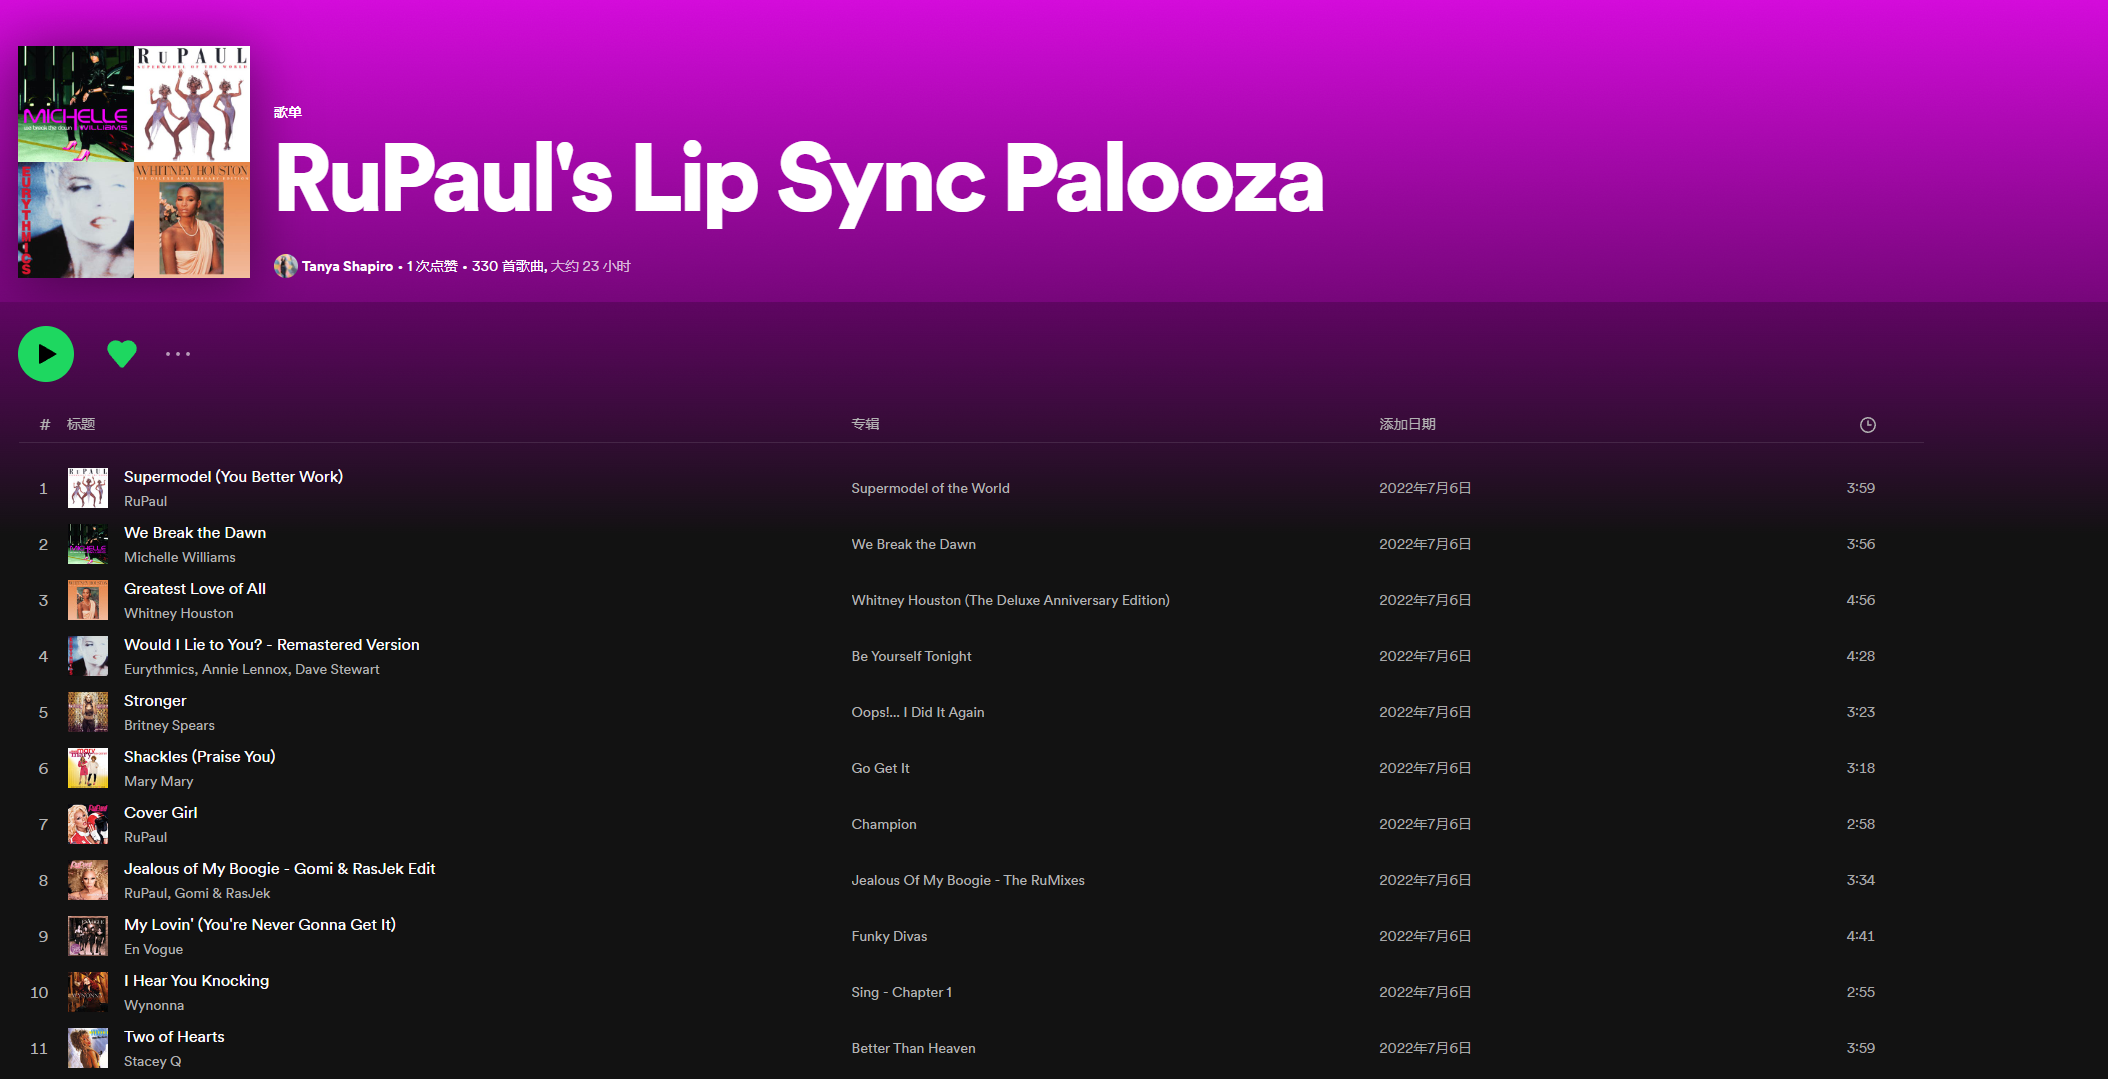 RUPAUL
SUPERMODEL OF THE WORLD
MICHELLE
we break the dawn WILLIAMS
EURYTHMICS
WHITNEY HOUSTON
THE DELUXE ANNIVERSARY EDITION
歌单
RuPaul's Lip Sync Palooza
Tanya Shapiro • 1 次点赞 • 330 首歌曲, 大约 23 小时
# 标题 专辑 添加日期
1 Supermodel (You Better Work) Supermodel of the World 2022年7月6日 3:59
RuPaul
2 We Break the Dawn We Break the Dawn 2022年7月6日 3:56
Michelle Williams
3 Greatest Love of All Whitney Houston (The Deluxe Anniversary Edition) 2022年7月6日 4:56
Whitney Houston
4 Would I Lie to You? - Remastered Version Be Yourself Tonight 2022年7月6日 4:28
Eurythmics, Annie Lennox, Dave Stewart
5 Stronger Oops!... I Did It Again 2022年7月6日 3:23
Britney Spears
6 Shackles (Praise You) Go Get It 2022年7月6日 3:18
Mary Mary
7 Cover Girl Champion 2022年7月6日 2:58
RuPaul
8 Jealous of My Boogie - Gomi & RasJek Edit Jealous Of My Boogie - The RuMixes 2022年7月6日 3:34
RuPaul, Gomi & RasJek
9 My Lovin' (You're Never Gonna Get It) Funky Divas 2022年7月6日 4:41
En Vogue
10 I Hear You Knocking Sing - Chapter 1 2022年7月6日 2:55
Wynonna
11 Two of Hearts Better Than Heaven 2022年7月6日 3:59
Stacey Q